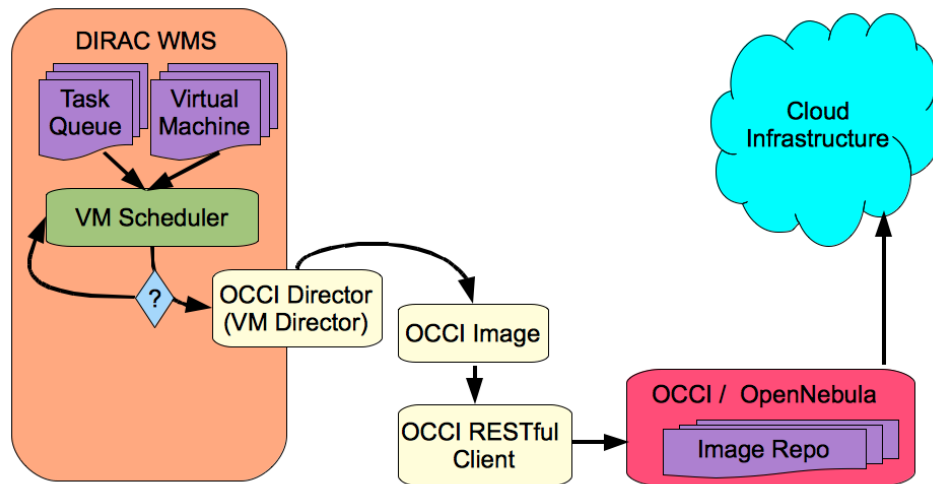 DIRAC WMS
Task
Queue
Virtual
Machine
VM Scheduler
?
OCCI Director
(VM Director)
OCCI Image
OCCI RESTful
Client
OCCI / OpenNebula
Image Repo
Cloud
Infrastructure